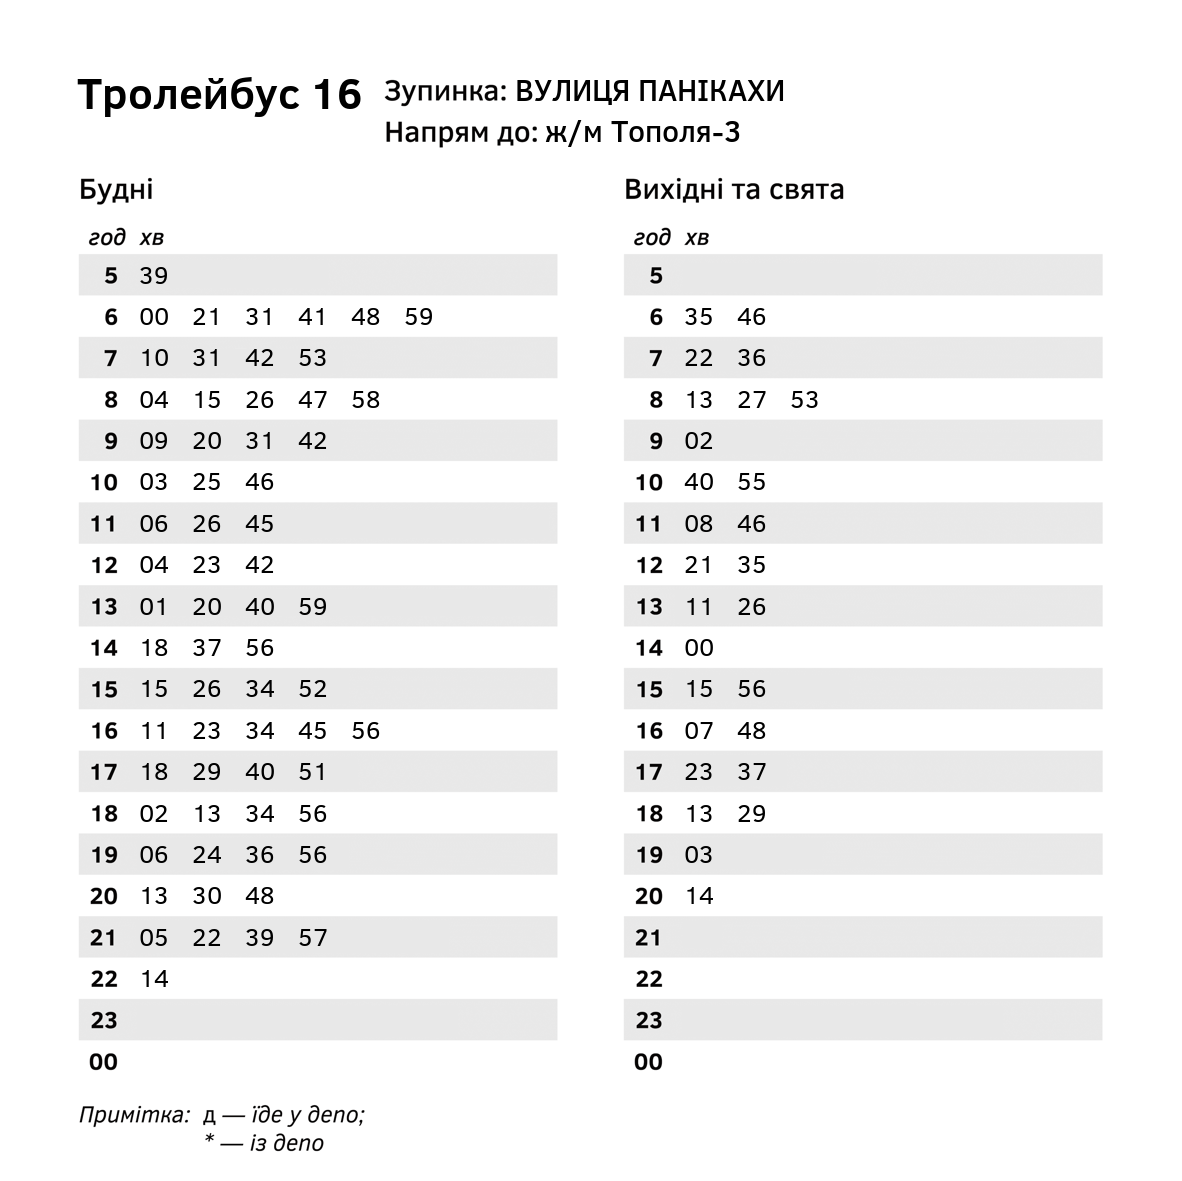 Тролейбус 16
Зупинка: ВУЛИЦЯ ПАНІКАХИ
Напрям до: ж/м Тополя-3
Будні
год хв
5 39
6 00 21 31 41 48 59
7 10 31 42 53
8 04 15 26 47 58
9 09 20 31 42
10 03 25 46
11 06 26 45
12 04 23 42
13 01 20 40 59
14 18 37 56
15 15 26 34 52
16 11 23 34 45 56
17 18 29 40 51
18 02 13 34 56
19 06 24 36 56
20 13 30 48
21 05 22 39 57
22 14
23
00
Вихідні та свята
год хв
5
6 35 46
7 22 36
8 13 27 53
9 02
10 40 55
11 08 46
12 21 35
13 11 26
14 00
15 15 56
16 07 48
17 23 37
18 13 29
19 03
20 14
21
22
23
00
Примітка: д — їде у депо;
* — із депо